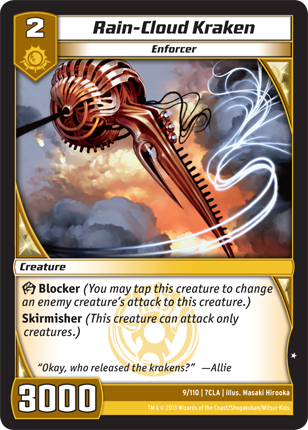 2
Rain-Cloud Kraken
Enforcer
Creature
Blocker (You may tap this creature to change
an enemy creature's attack to this creature.)
Skirmisher (This creature can attack only
creatures.)
"Okay, who released the krakens?" —Allie
3000
9/110 | 7CLA | illus. Masaki Hirooka
TM & © 2013 Wizards of the Coast/Shogakukan/Mitsui-Kids